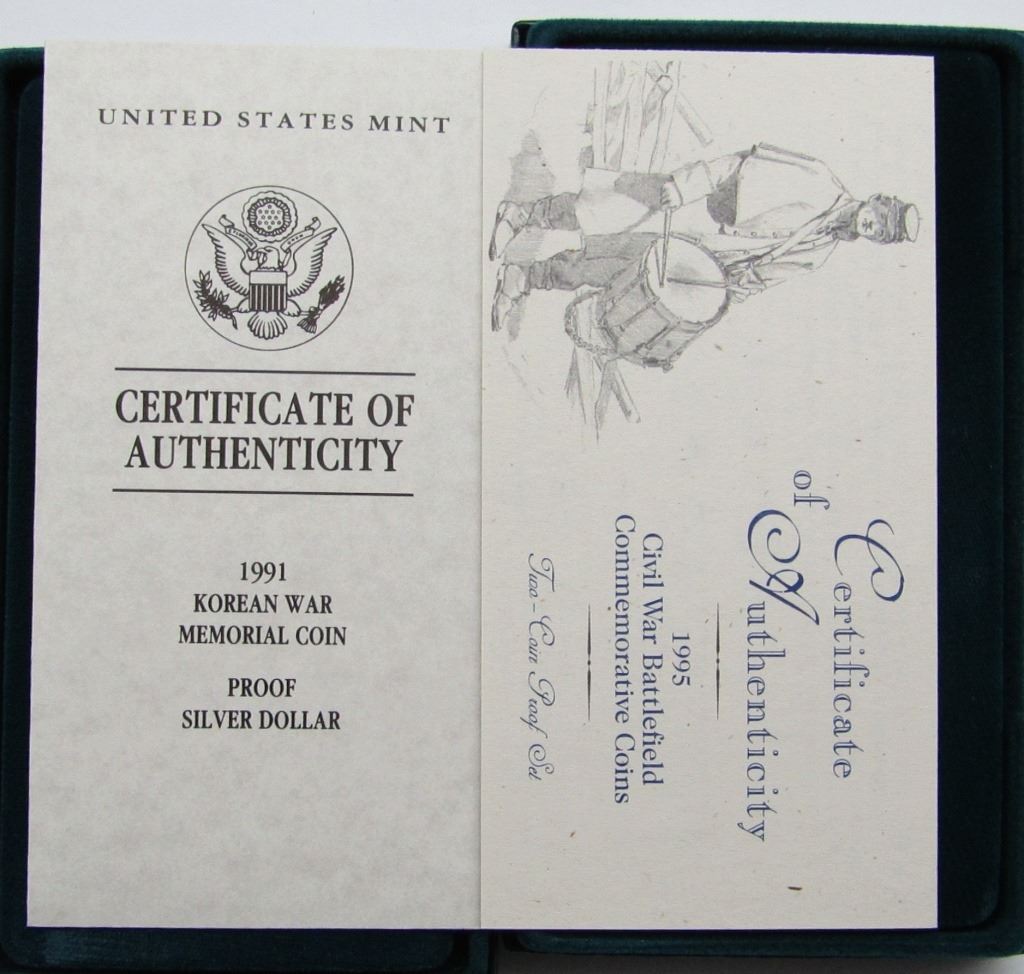 UNITED STATES MINT
CERTIFICATE OF
AUTHENTICITY
1991
KOREAN WAR
MEMORIAL COIN
PROOF
SILVER DOLLAR
Certificate
of
Authenticity
1995
Civil War Battlefield
Commemorative Coins
Two-Coin Proof Set